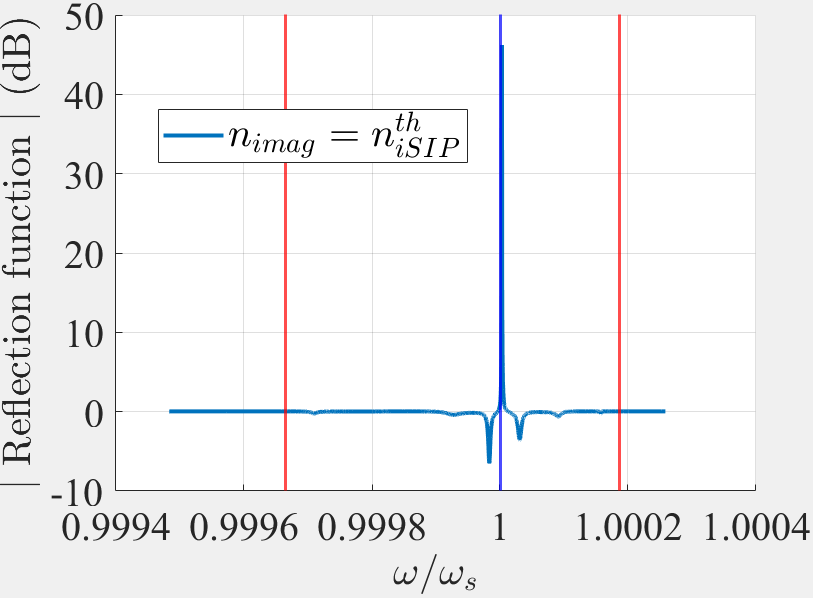 | Reflection function | (dB)
50
40
30
20
10
0
-10
n_{imag} = n_{iSIP}^{th}
0.9994 0.9996 0.9998 1 1.0002 1.0004
ω/ω_s